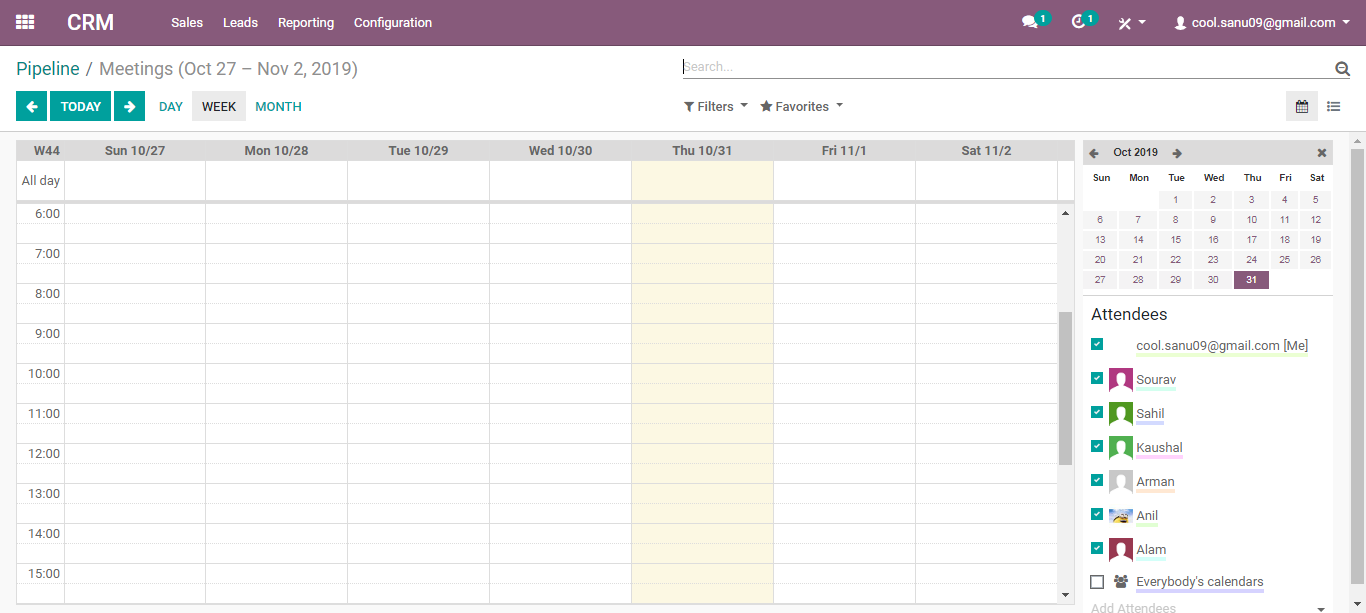 CRM Sales Leads Reporting Configuration 1 1 cool.sanu09@gmail.com
Pipeline / Meetings (Oct 27 – Nov 2, 2019) Search...
TODAY DAY WEEK MONTH Filters Favorites
W44 Sun 10/27 Mon 10/28 Tue 10/29 Wed 10/30 Thu 10/31 Fri 11/1 Sat 11/2
All day
6:00
7:00
8:00
9:00
10:00
11:00
12:00
13:00
14:00
15:00
Oct 2019
Sun Mon Tue Wed Thu Fri Sat
1 2 3 4 5
6 7 8 9 10 11 12
13 14 15 16 17 18 19
20 21 22 23 24 25 26
27 28 29 30 31
Attendees
cool.sanu09@gmail.com [Me]
Sourav
Sahil
Kaushal
Arman
Anil
Alam
Everybody's calendars
Add Attendees